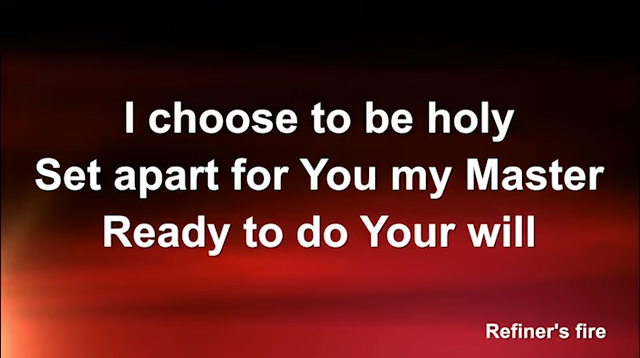 I choose to be holy
Set apart for You my Master
Ready to do Your will
Refiner's fire